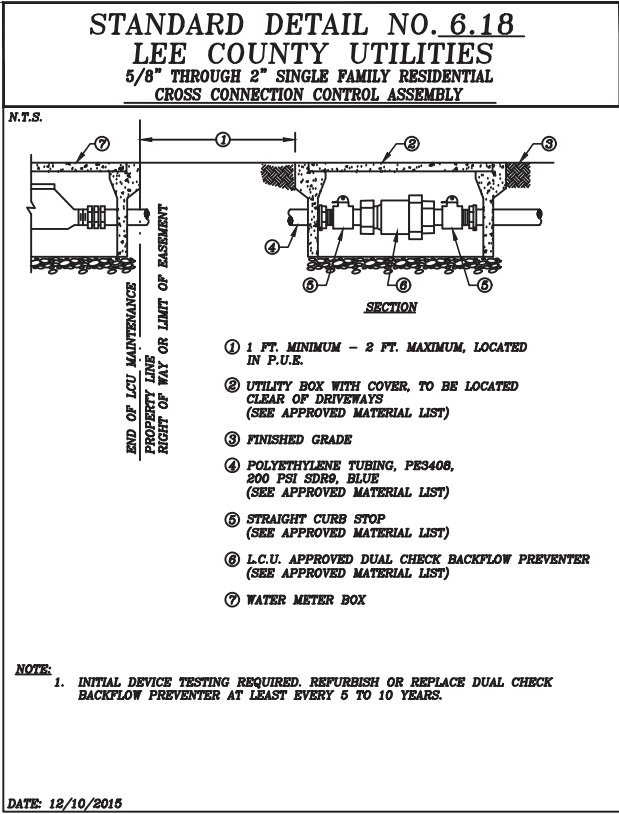 STANDARD DETAIL NO. 6.18
LEE COUNTY UTILITIES
5/8" THROUGH 2" SINGLE FAMILY RESIDENTIAL
CROSS CONNECTION CONTROL ASSEMBLY
N.T.S.
7
1
2
3
4
5
6
5
SECTION
END OF LCU MAINTENANCE
PROPERTY LINE
RIGHT OF WAY OR LIMIT OF EASEMENT
1 1 FT. MINIMUM – 2 FT. MAXIMUM, LOCATED
IN P.U.E.
2 UTILITY BOX WITH COVER, TO BE LOCATED
CLEAR OF DRIVEWAYS
(SEE APPROVED MATERIAL LIST)
3 FINISHED GRADE
4 POLYETHYLENE TUBING, PE3408,
200 PSI SDR9, BLUE
(SEE APPROVED MATERIAL LIST)
5 STRAIGHT CURB STOP
(SEE APPROVED MATERIAL LIST)
6 L.C.U. APPROVED DUAL CHECK BACKFLOW PREVENTER
(SEE APPROVED MATERIAL LIST)
7 WATER METER BOX
NOTE:
1. INITIAL DEVICE TESTING REQUIRED. REFURBISH OR REPLACE DUAL CHECK
BACKFLOW PREVENTER AT LEAST EVERY 5 TO 10 YEARS.
DATE: 12/10/2015